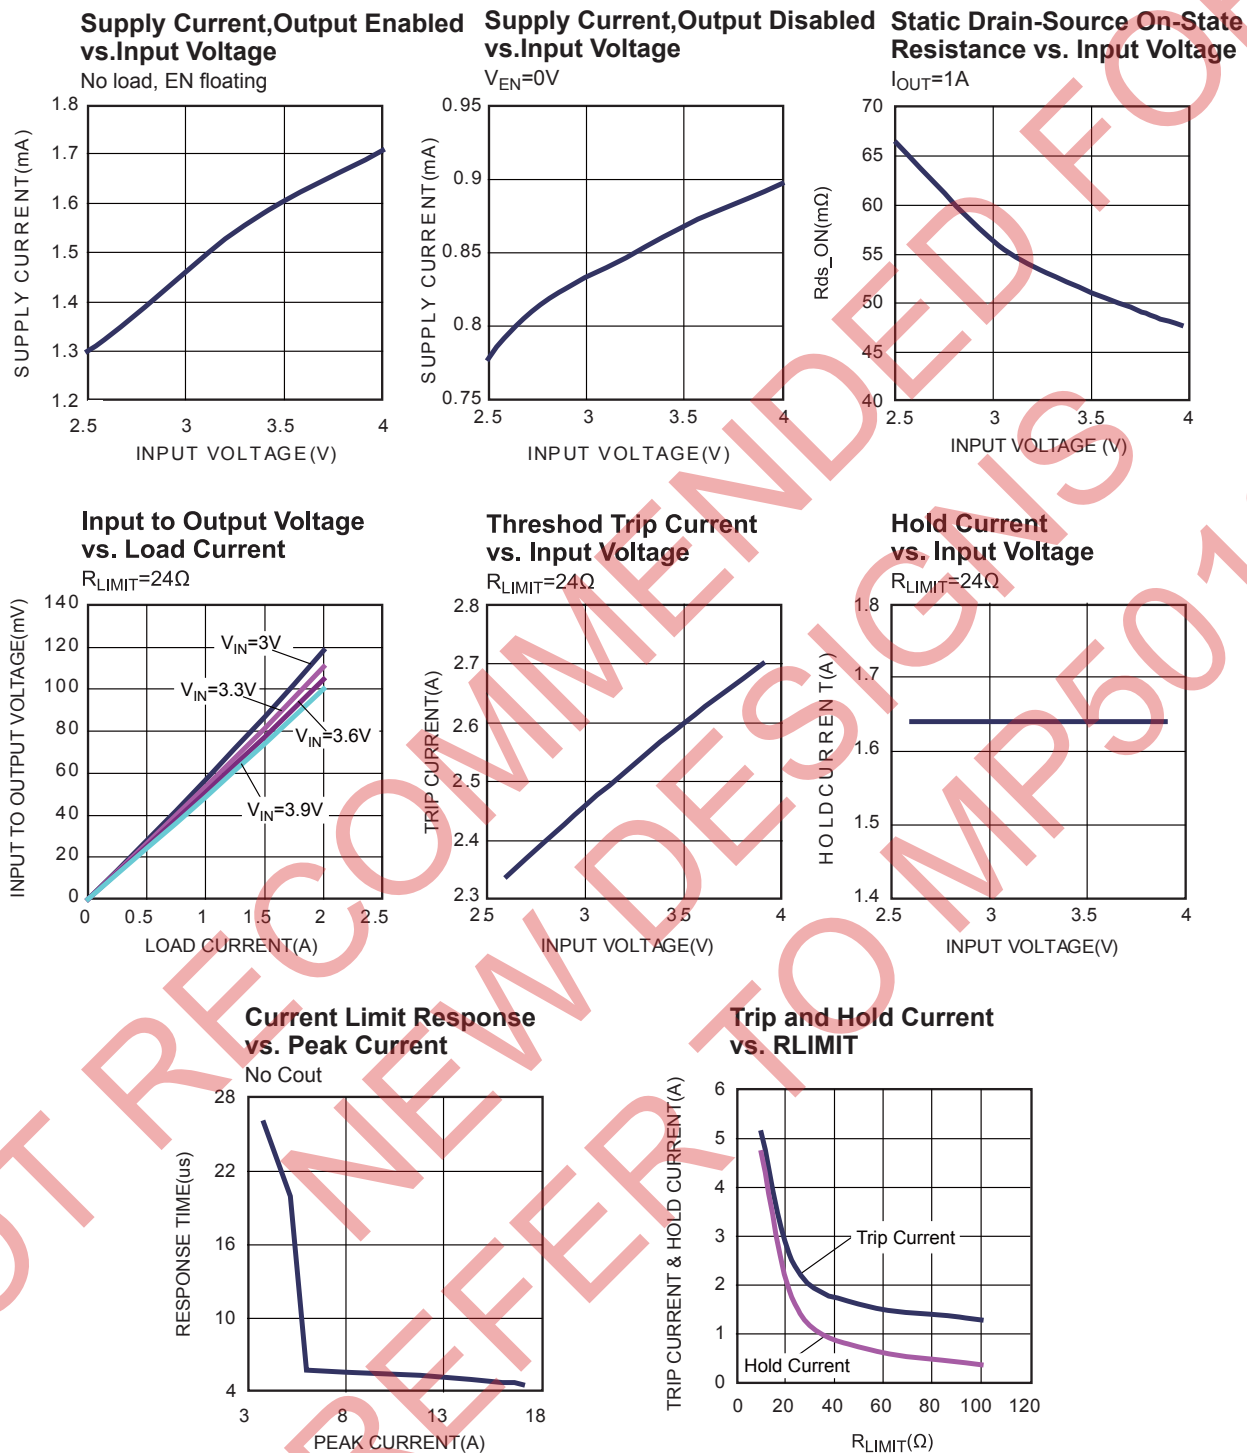 Supply Current,Output Enabled
vs.Input Voltage
No load, EN floating
SUPPLY CURRENT(mA)
1.8
1.7
1.6
1.5
1.4
1.3
1.2
2.5 3 3.5 4
INPUT VOLTAGE(V)
Supply Current,Output Disabled
vs.Input Voltage
VEN=0V
SUPPLY CURRENT(mA)
0.95
0.9
0.85
0.8
0.75
2.5 3 3.5 4
INPUT VOLTAGE(V)
Static Drain-Source On-State
Resistance vs. Input Voltage
IOUT=1A
Rds_ON(mΩ)
70
65
60
55
50
45
40
2.5 3 3.5 4
INPUT VOLTAGE (V)
Input to Output Voltage
vs. Load Current
RLIMIT=24Ω
INPUT TO OUTPUT VOLTAGE(mV)
140
120
100
80
60
40
20
0
VIN=3V
VIN=3.3V
VIN=3.6V
VIN=3.9V
0 0.5 1 1.5 2 2.5
LOAD CURRENT(A)
Threshod Trip Current
vs. Input Voltage
RLIMIT=24Ω
TRIP CURRENT(A)
2.8
2.7
2.6
2.5
2.4
2.3
2.5 3 3.5 4
INPUT VOLTAGE(V)
Hold Current
vs. Input Voltage
RLIMIT=24Ω
HOLDCURRENT(A)
1.8
1.7
1.6
1.5
1.4
2.5 3 3.5 4
INPUT VOLTAGE(V)
Current Limit Response
vs. Peak Current
No Cout
RESPONSE TIME(us)
28
22
16
10
4
3 8 13 18
PEAK CURRENT(A)
Trip and Hold Current
vs. RLIMIT
TRIP CURRENT & HOLD CURRENT(A)
6
5
4
3
2
1
0
Trip Current
Hold Current
0 20 40 60 80 100 120
RLIMIT(Ω)
OT RECOMMENDED FOR
NEW DESIGNS
REFER TO MP501